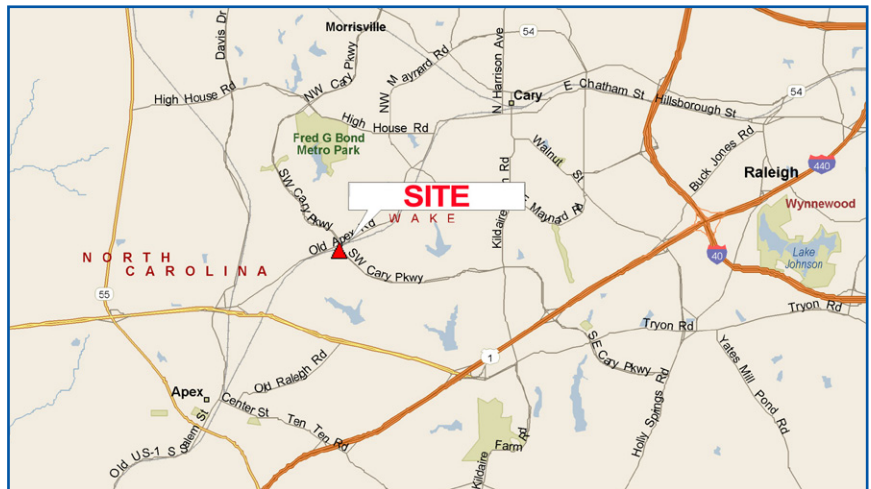 Morrisville
Davis Dr
NW Cary Pkwy
NW Maynard Rd
N Harrison Ave
54
High House Rd
Cary
E Chatham St
Hillsborough St
54
High House Rd
Fred G Bond
Metro Park
Walnut St
Buck Jones Rd
440
Raleigh
Wynnewood
SW Cary Pkwy
SITE
WAKE
Kildaire
Rd
E Maynard Rd
Old Apex Rd
SW Cary Pkwy
NORTH
CAROLINA
40
Lake
Johnson
55
Tryon Rd
Tryon Rd
1
SE Cary Pkwy
Yates Mill Pond Rd
Holly Springs Rd
Old Raleigh Rd
Apex
Center St
Ten Ten Rd
Old US-1
S Salem St
Kildaire Farm Rd